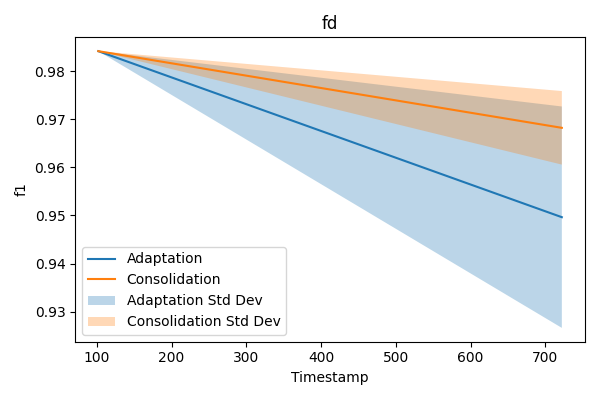 fd
0.98
0.97
0.96
0.95
0.94
0.93
f1
Adaptation
Consolidation
Adaptation Std Dev
Consolidation Std Dev
100 200 300 400 500 600 700
Timestamp